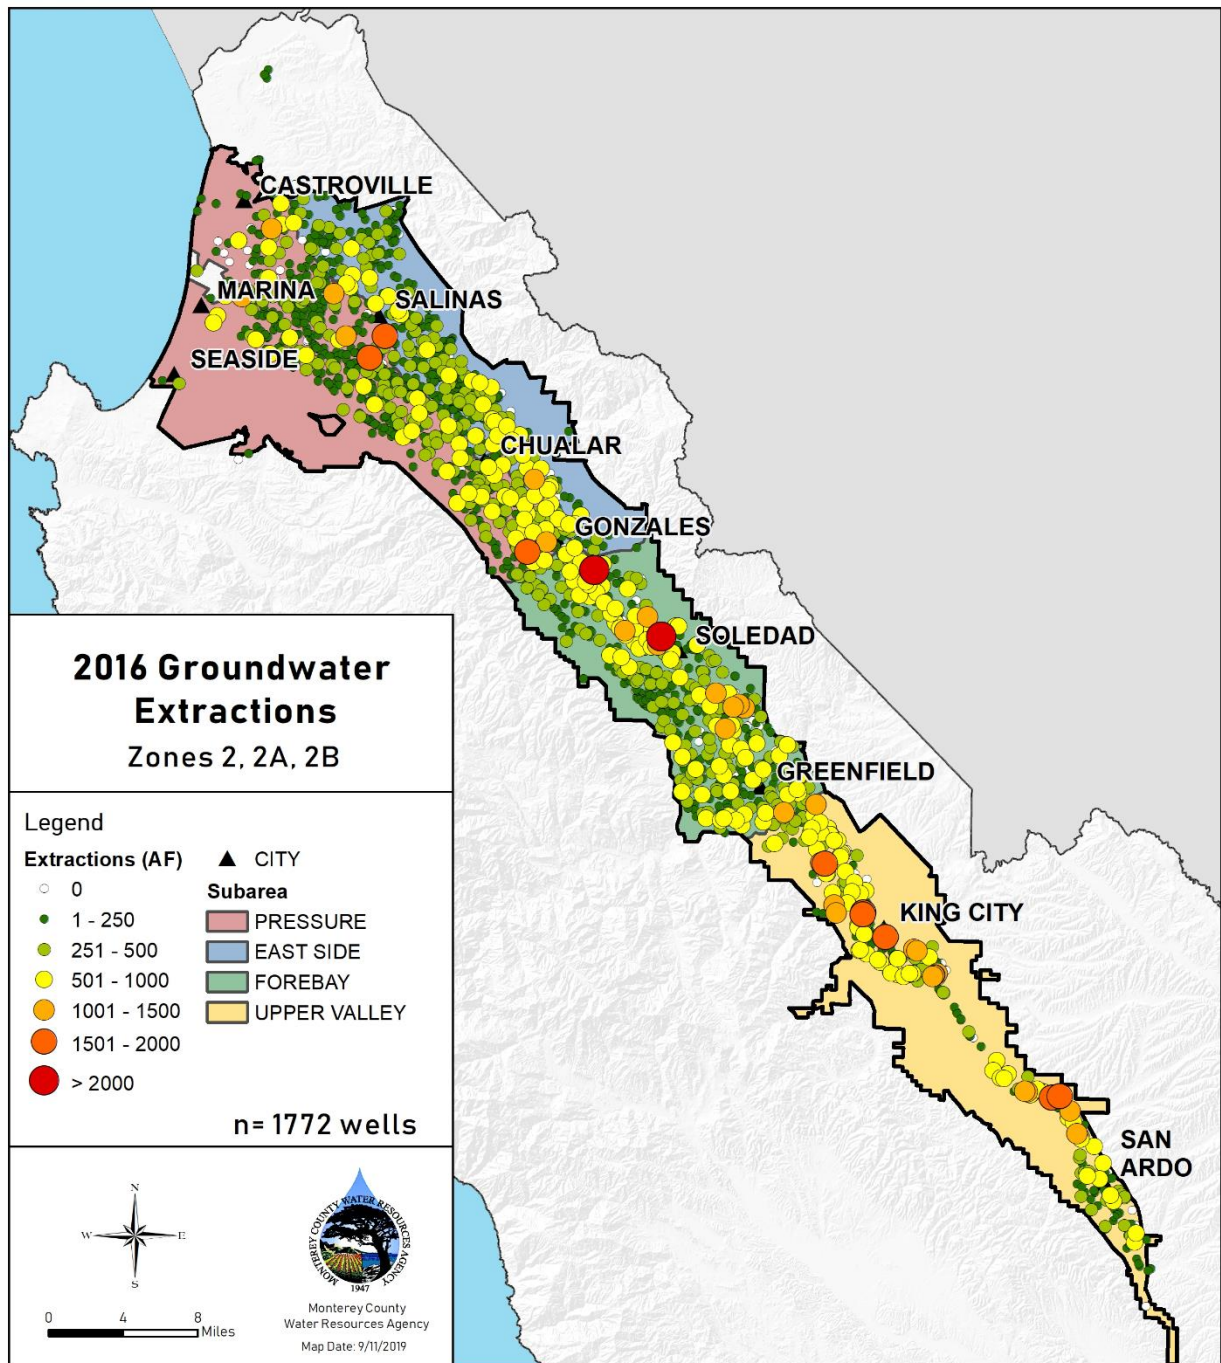 CASTROVILLE
MARINA
SALINAS
SEASIDE
CHUALAR
GONZALES
SOLEDAD
GREENFIELD
KING CITY
SAN
ARDO
2016 Groundwater
Extractions
Zones 2, 2A, 2B
Legend
Extractions (AF)
0
1 - 250
251 - 500
501 - 1000
1001 - 1500
1501 - 2000
> 2000
CITY
Subarea
PRESSURE
EAST SIDE
FOREBAY
UPPER VALLEY
n= 1772 wells
N
W E
S
0 4 8
Miles
MONTEREY COUNTY WATER RESOURCES AGENCY
1947
Monterey County
Water Resources Agency
Map Date: 9/11/2019